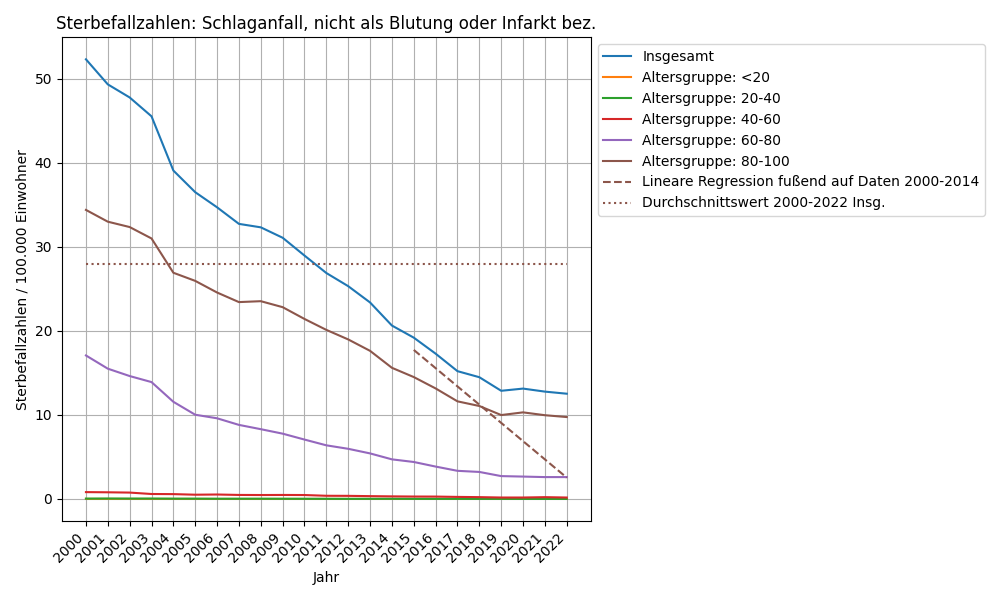 Sterbefallzahlen: Schlaganfall, nicht als Blutung oder Infarkt bez.
Sterbefallzahlen / 100.000 Einwohner
50
40
30
20
10
0
2000
2001
2002
2003
2004
2005
2006
2007
2008
2009
2010
2011
2012
2013
2014
2015
2016
2017
2018
2019
2020
2021
2022
Jahr
Insgesamt
Altersgruppe: <20
Altersgruppe: 20-40
Altersgruppe: 40-60
Altersgruppe: 60-80
Altersgruppe: 80-100
Lineare Regression fußend auf Daten 2000-2014
Durchschnittswert 2000-2022 Insg.